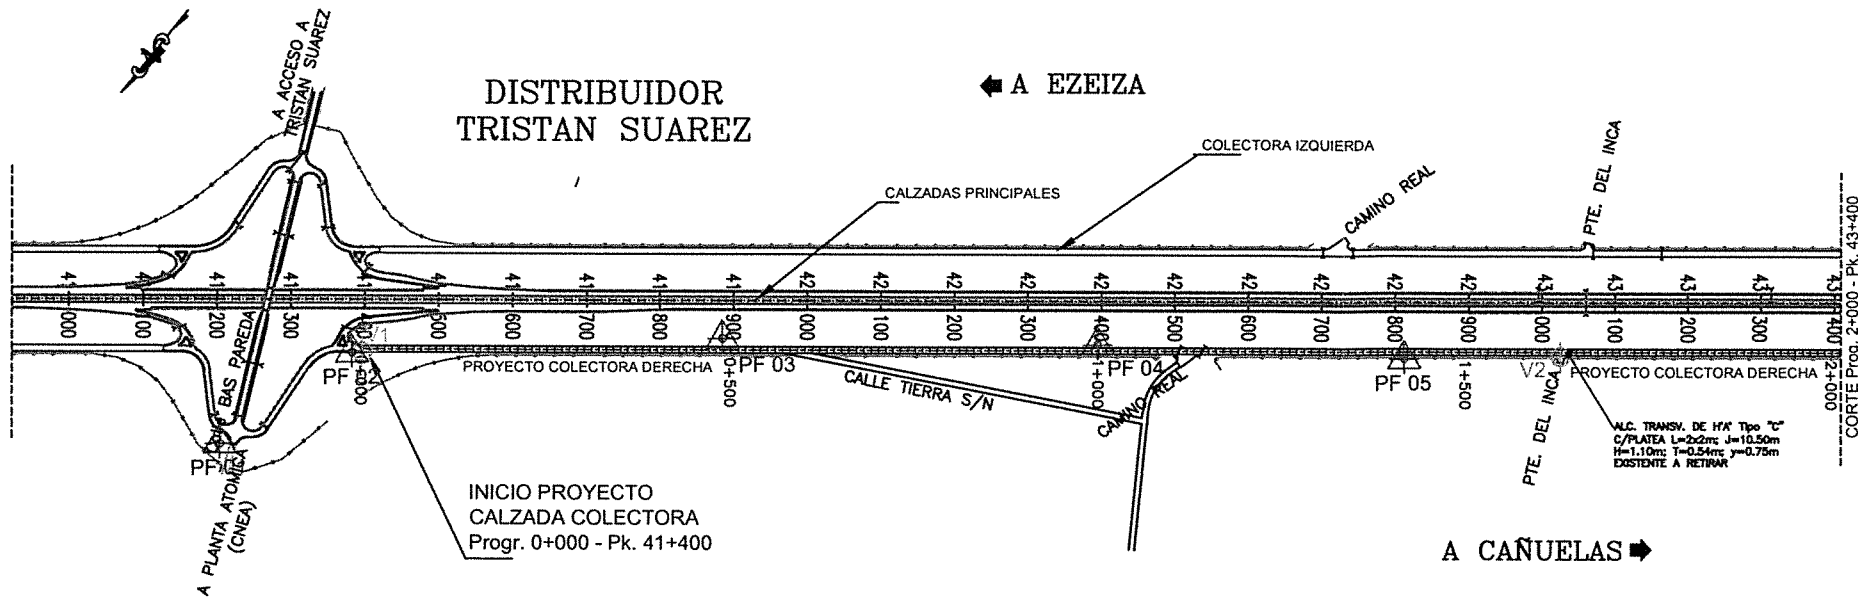 A ACCESO A
TRISTAN SUAREZ
DISTRIBUIDOR
TRISTAN SUAREZ
A EZEIZA
COLECTORA IZQUIERDA
CALZADAS PRINCIPALES
CAMINO REAL
PTE. DEL INCA
41 000
41 100
41 200
41 300
41 400
41 500
41 600
41 700
41 800
41 900
42 000
42 100
42 200
42 300
42 400
42 500
42 600
42 700
42 800
42 900
43 000
43 100
43 200
43 300
43 400
CORTE Prog. 2+000 - Pk. 43+400
BAS PAREDA
V1
PF 02
0+000
PROYECTO COLECTORA DERECHA
0+500
PF 03
CALLE TIERRA S/N
1+000
PF 04
CAMINO REAL
PF 05
1+500
V2
PTE. DEL INCA
PROYECTO COLECTORA DERECHA
2+000
ALC. TRANSV. DE HºAº Tipo "C"
C/PLATEA L=2x2m; J=10.50m
H=1.10m; T=0.54m; y=0.75m
EXISTENTE A RETIRAR
PF
A PLANTA ATOMICA
(CNEA)
INICIO PROYECTO
CALZADA COLECTORA
Progr. 0+000 - Pk. 41+400
A CAÑUELAS